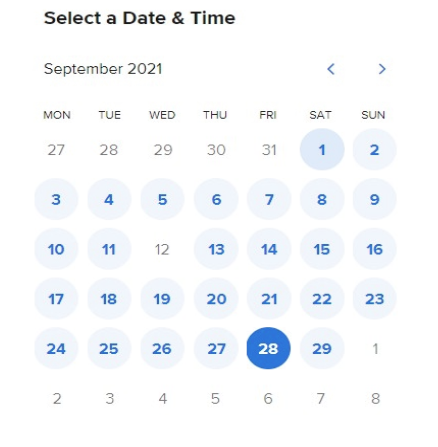 Select a Date & Time
September 2021
MON TUE WED THU FRI SAT SUN
27 28 29 30 31 1 2
3 4 5 6 7 8 9
10 11 12 13 14 15 16
17 18 19 20 21 22 23
24 25 26 27 28 29 1
2 3 4 5 6 7 8